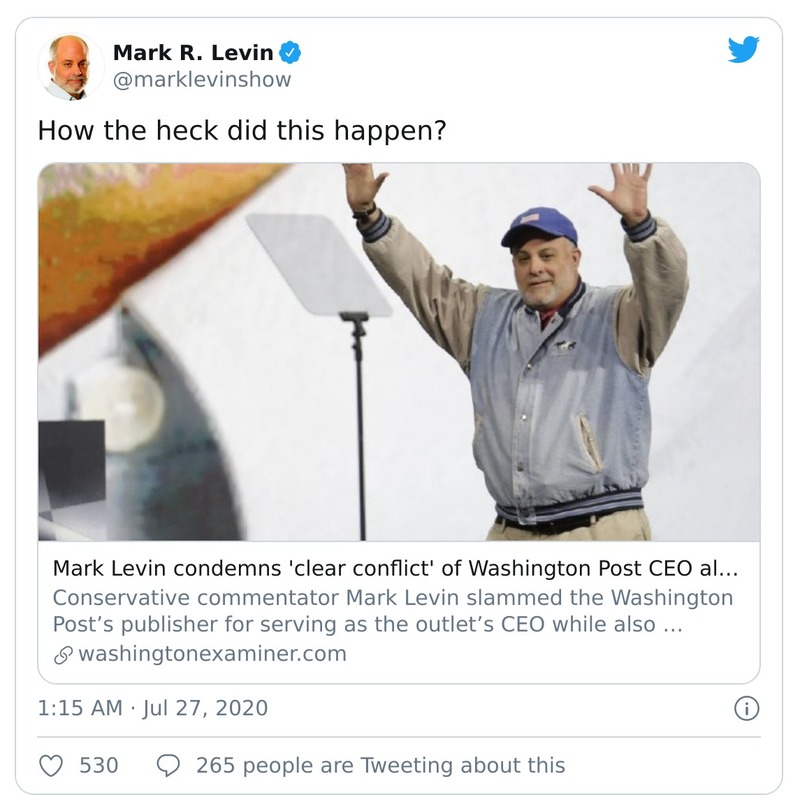 Mark R. Levin
@marklevinshow
How the heck did this happen?
Mark Levin condemns 'clear conflict' of Washington Post CEO al...
Conservative commentator Mark Levin slammed the Washington
Post’s publisher for serving as the outlet’s CEO while also ...
washingtonexaminer.com
1:15 AM · Jul 27, 2020
530 265 people are Tweeting about this